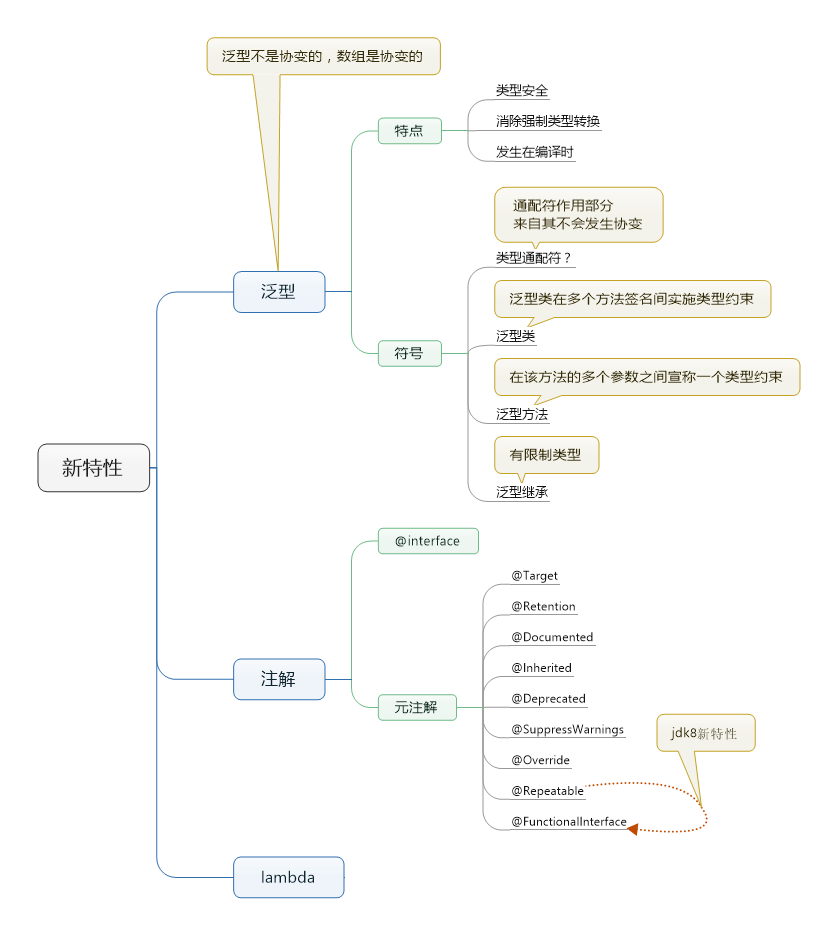 泛型不是协变的，数组是协变的
类型安全
特点
消除强制类型转换
发生在编译时
通配符作用部分
来自其不会发生协变
类型通配符？
泛型
泛型类在多个方法签名间实施类型约束
泛型类
符号
在该方法的多个参数之间宣称一个类型约束
泛型方法
有限制类型
泛型继承
新特性
@interface
@Target
@Retention
@Documented
@Inherited
注解
@Deprecated
元注解
@SuppressWarnings
jdk8新特性
@Override
@Repeatable
@FunctionalInterface
lambda